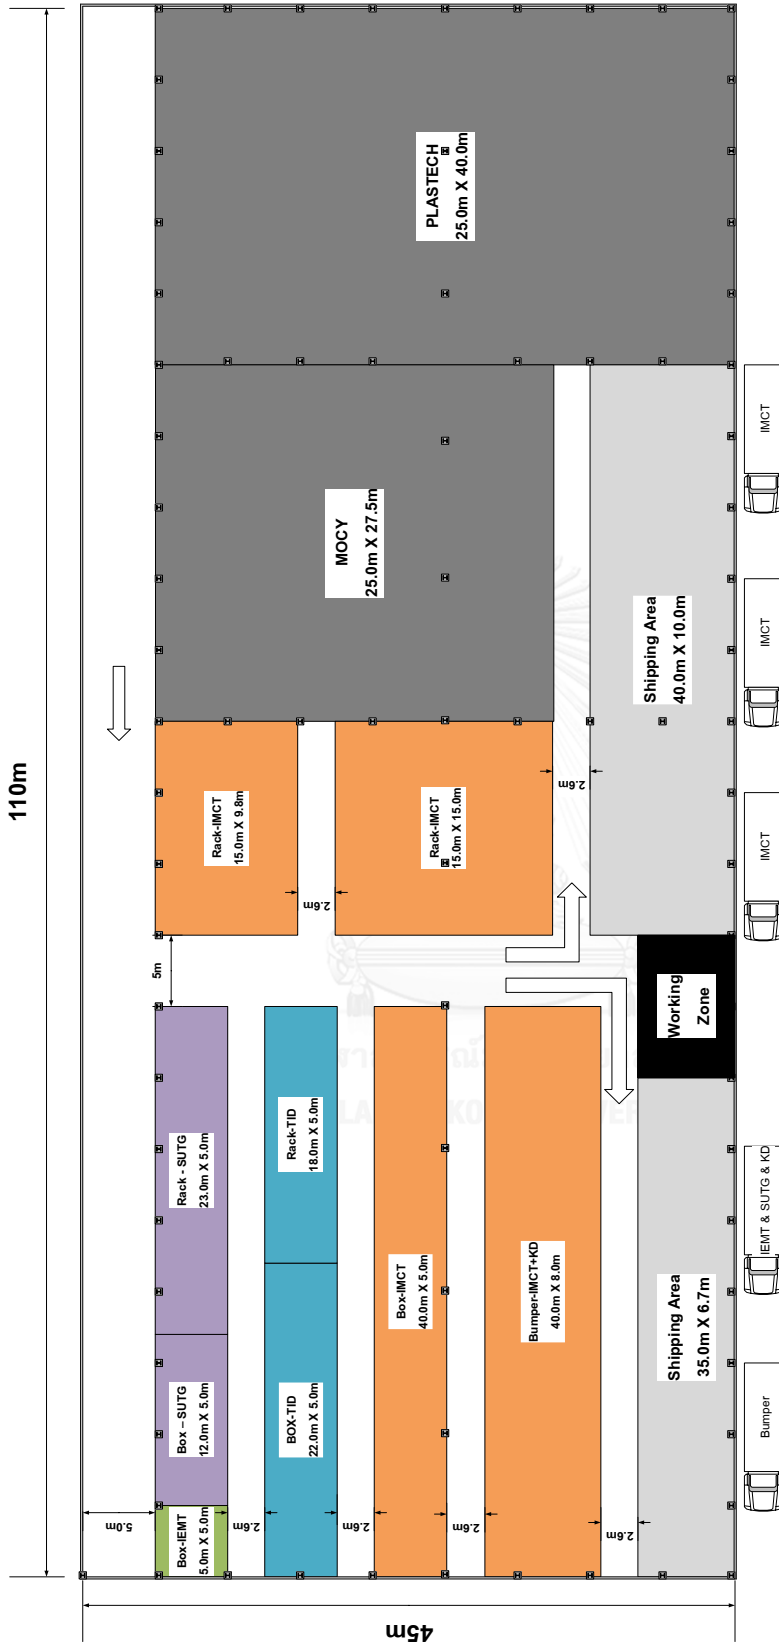 110m
45m
5.0m
Box-IEMT
5.0m X 5.0m
Box – SUTG
12.0m X 5.0m
Rack - SUTG
23.0m X 5.0m
5m
2.6m
BOX-TID
22.0m X 5.0m
Rack-TID
18.0m X 5.0m
2.6m
Box-IMCT
40.0m X 5.0m
2.6m
Bumper-IMCT+KD
40.0m X 8.0m
2.6m
Shipping Area
35.0m X 6.7m
Working
Zone
Rack-IMCT
15.0m X 9.8m
2.6m
Rack-IMCT
15.0m X 15.0m
2.6m
MOCY
25.0m X 27.5m
Shipping Area
40.0m X 10.0m
PLASTECH
25.0m X 40.0m
Bumper
IEMT & SUTG & KD
IMCT
IMCT
IMCT